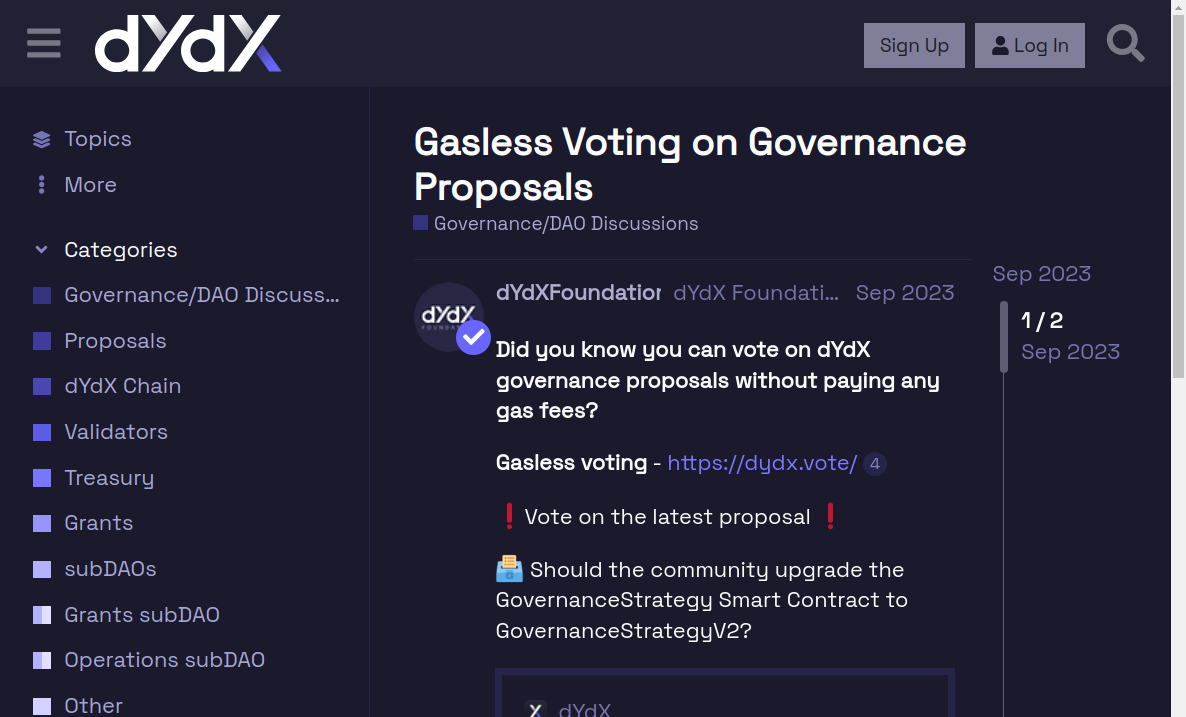 dYdX
Sign Up
Log In
Topics
More
Categories
Governance/DAO Discuss...
Proposals
dYdX Chain
Validators
Treasury
Grants
subDAOs
Grants subDAO
Operations subDAO
Other
Gasless Voting on Governance
Proposals
Governance/DAO Discussions
dYdX
FOUNDATION
dYdXFoundation dYdX Foundati... Sep 2023
Did you know you can vote on dYdX
governance proposals without paying any
gas fees?
Gasless voting - https://dydx.vote/ 4
❗ Vote on the latest proposal ❗
🗳 Should the community upgrade the
GovernanceStrategy Smart Contract to
GovernanceStrategyV2?
dYdX
Sep 2023
1 / 2
Sep 2023